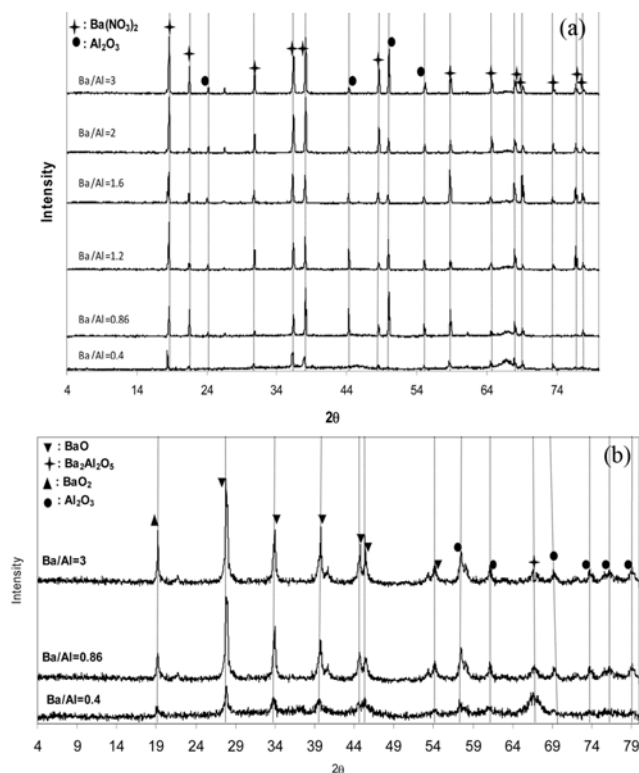 : Ba(NO₃)₂
: Al₂O₃
(a)
Ba/Al=3
Ba/Al=2
Ba/Al=1.6
Ba/Al=1.2
Ba/Al=0.86
Ba/Al=0.4
Intensity
4 14 24 34 44 54 64 74
2θ
: BaO
: Ba₂Al₂O₅
: BaO₂
: Al₂O₃
(b)
Ba/Al=3
Ba/Al=0.86
Ba/Al=0.4
Intensity
4 9 14 19 24 29 34 39 44 49 54 59 64 69 74 79
2θ